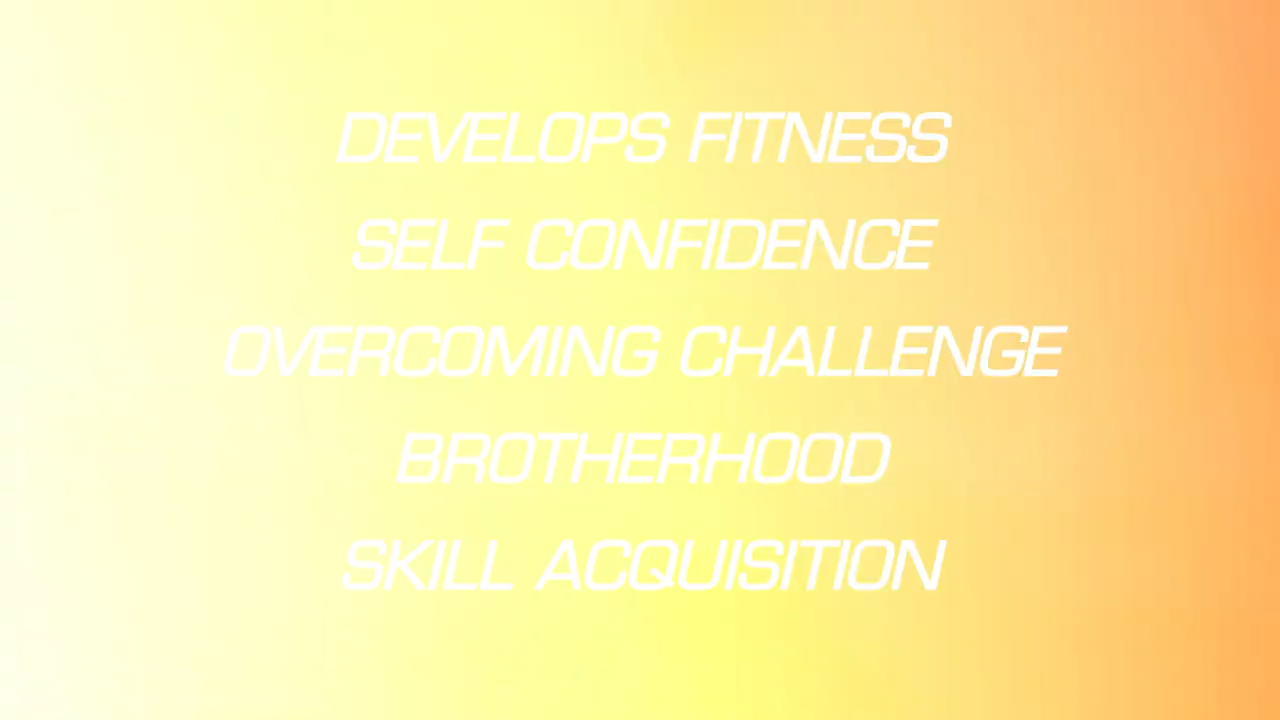 DEVELOPS FITNESS
SELF CONFIDENCE
OVERCOMING CHALLENGE
BROTHERHOOD
SKILL ACQUISITION